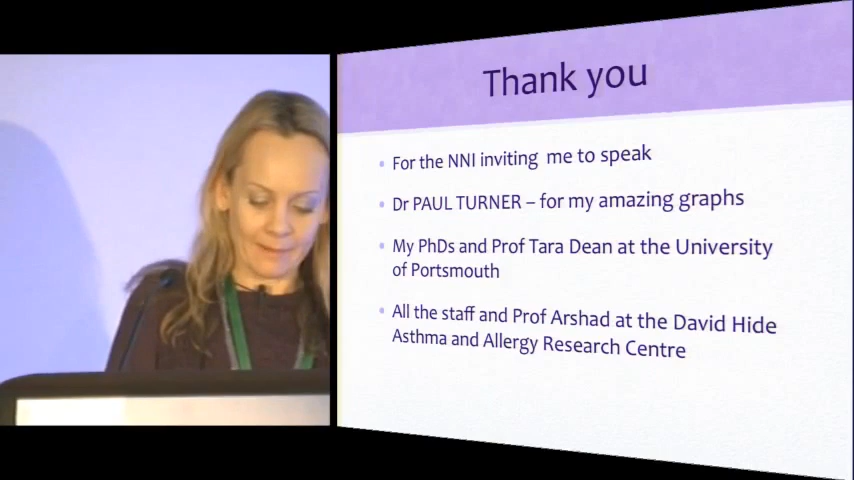 Thank you
For the NNI inviting me to speak
Dr PAUL TURNER – for my amazing graphs
My PhDs and Prof Tara Dean at the University
of Portsmouth
All the staff and Prof Arshad at the David Hide
Asthma and Allergy Research Centre